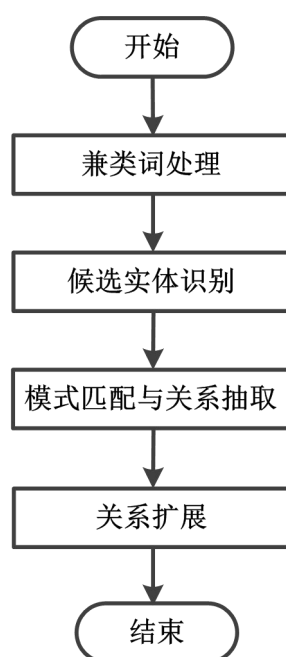 开始
兼类词处理
候选实体识别
模式匹配与关系抽取
关系扩展
结束